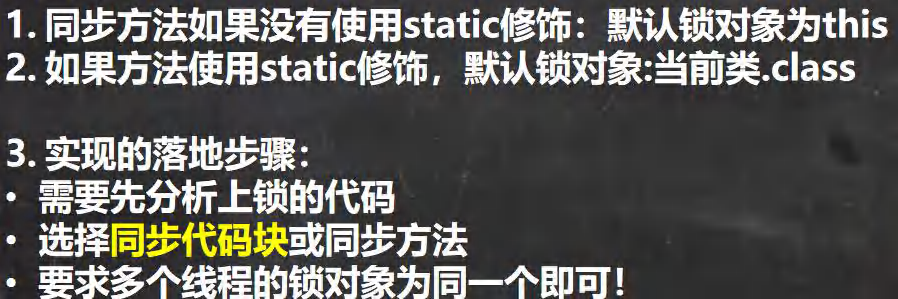 1. 同步方法如果没有使用static修饰：默认锁对象为this
2. 如果方法使用static修饰，默认锁对象:当前类.class
3. 实现的落地步骤：
• 需要先分析上锁的代码
• 选择同步代码块或同步方法
• 要求多个线程的锁对象为同一个即可！